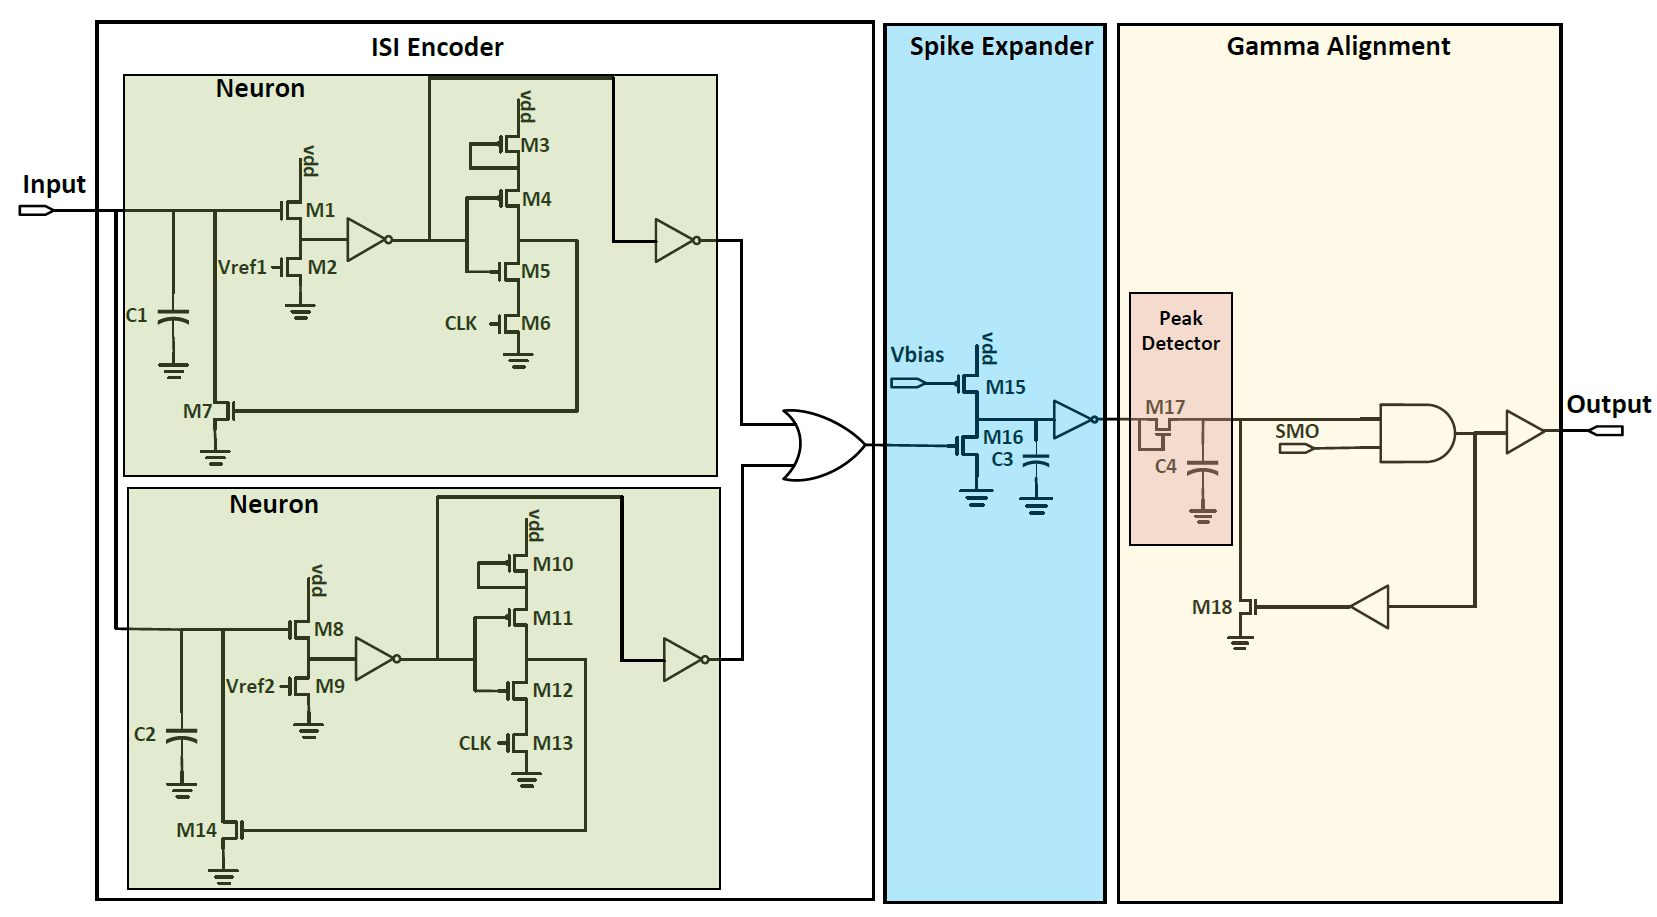 ISI Encoder
Spike Expander
Gamma Alignment
Neuron
vdd
M3
vdd
Input
M4
M1
Vref1
M2
M5
C1
CLK
M6
M7
Neuron
vdd
M10
vdd
M11
M8
Vref2
M9
M12
C2
CLK
M13
M14
Vbias
vdd
M15
M16
C3
Peak
Detector
M17
C4
SMO
M18
Output